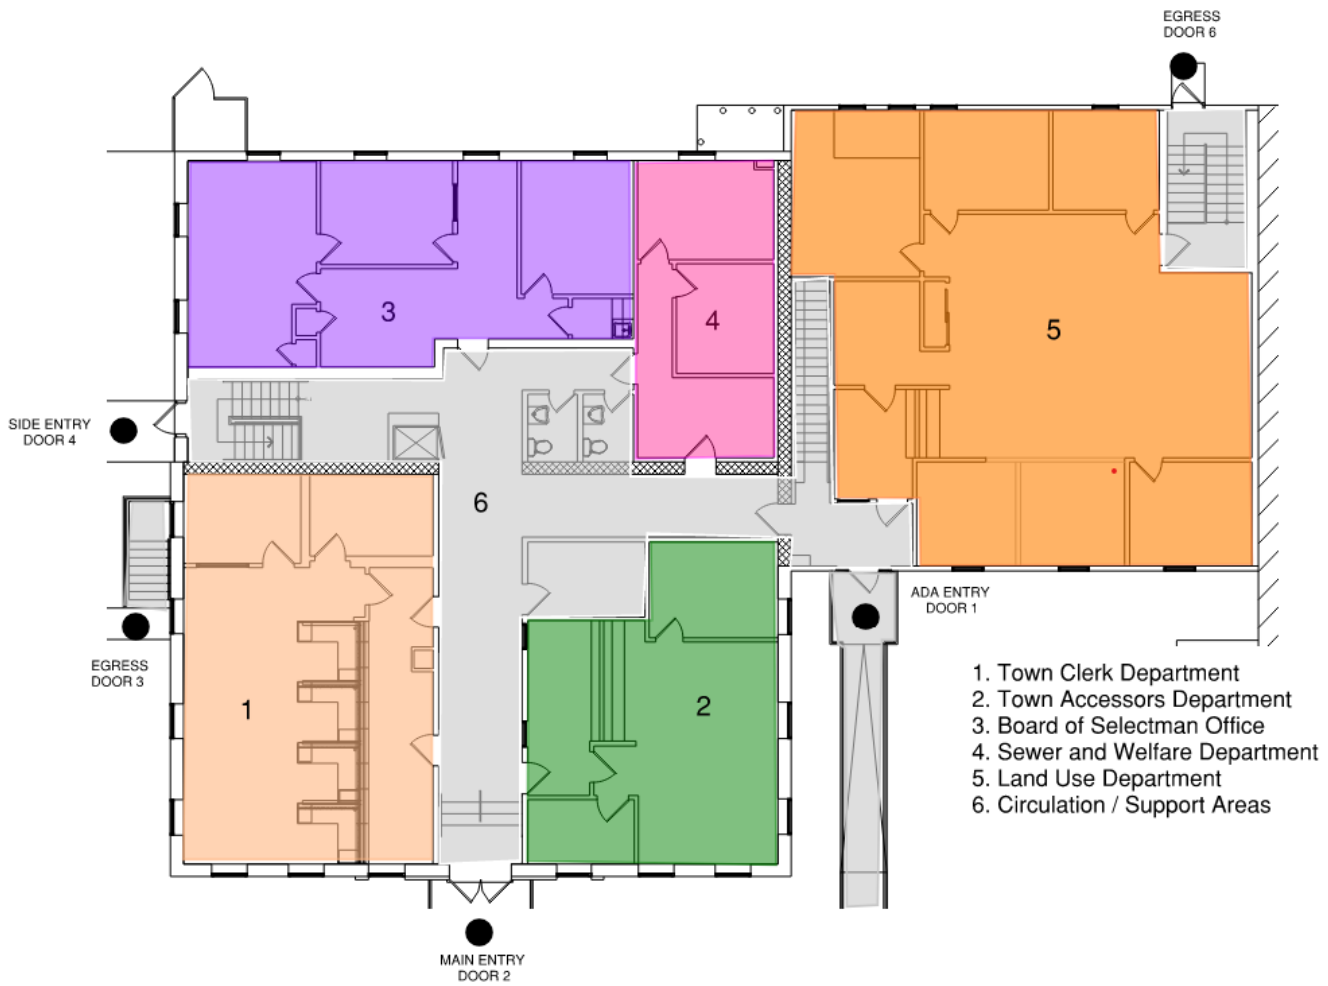 EGRESS
DOOR 6
3
4
5
SIDE ENTRY
DOOR 4
6
ADA ENTRY
DOOR 1
EGRESS
DOOR 3
1
2
1. Town Clerk Department
2. Town Accessors Department
3. Board of Selectman Office
4. Sewer and Welfare Department
5. Land Use Department
6. Circulation / Support Areas
MAIN ENTRY
DOOR 2